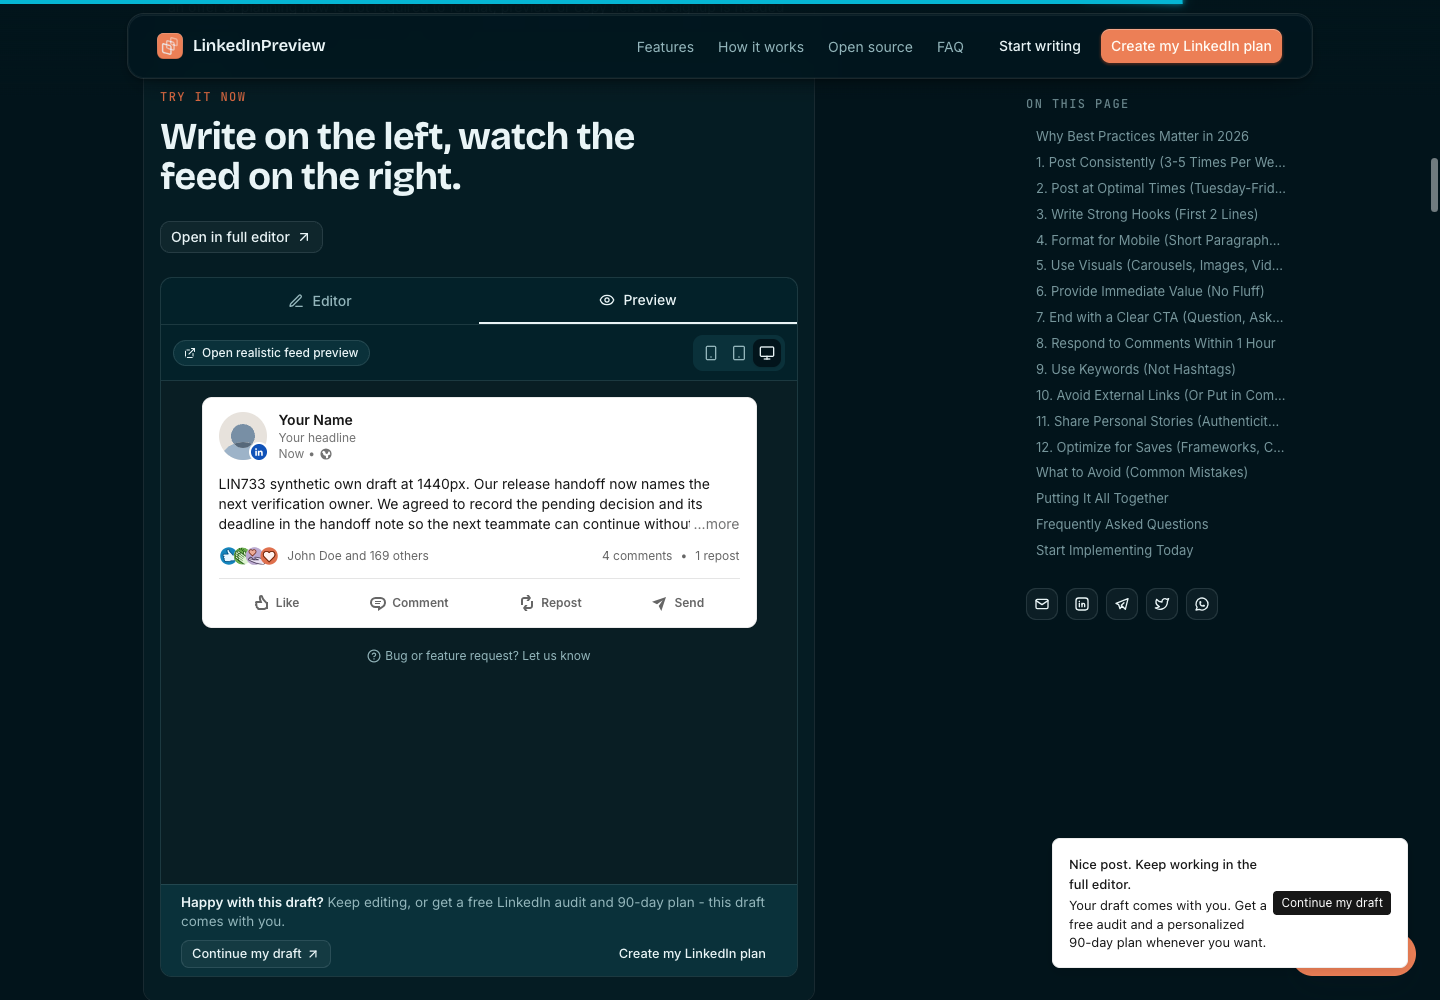 LinkedInPreview
Features
How it works
Open source
FAQ
Start writing
Create my LinkedIn plan
TRY IT NOW
Write on the left, watch the
feed on the right.
Open in full editor
Editor
Preview
Open realistic feed preview
Your Name
Your headline
Now •
LIN733 synthetic own draft at 1440px. Our release handoff now names the
next verification owner. We agreed to record the pending decision and its
deadline in the handoff note so the next teammate can continue withou ...more
John Doe and 169 others
4 comments • 1 repost
Like
Comment
Repost
Send
Bug or feature request? Let us know
Happy with this draft? Keep editing, or get a free LinkedIn audit and 90-day plan - this draft
comes with you.
Continue my draft
Create my LinkedIn plan
ON THIS PAGE
Why Best Practices Matter in 2026
1. Post Consistently (3-5 Times Per We...
2. Post at Optimal Times (Tuesday-Frid...
3. Write Strong Hooks (First 2 Lines)
4. Format for Mobile (Short Paragraph...
5. Use Visuals (Carousels, Images, Vid...
6. Provide Immediate Value (No Fluff)
7. End with a Clear CTA (Question, Ask...
8. Respond to Comments Within 1 Hour
9. Use Keywords (Not Hashtags)
10. Avoid External Links (Or Put in Com...
11. Share Personal Stories (Authenticit...
12. Optimize for Saves (Frameworks, C...
What to Avoid (Common Mistakes)
Putting It All Together
Frequently Asked Questions
Start Implementing Today
Nice post. Keep working in the
full editor.
Your draft comes with you. Get a
free audit and a personalized
90-day plan whenever you want.
Continue my draft